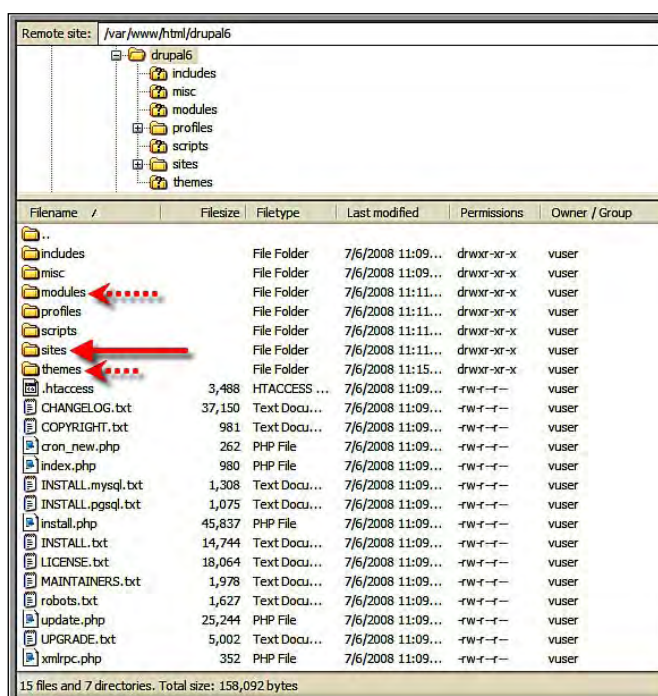 Remote site: /var/www/html/drupal6
drupal6
includes
misc
modules
profiles
scripts
sites
themes
Filename / Filesize Filetype Last modified Permissions Owner / Group
..
includes File Folder 7/6/2008 11:09... drwxr-xr-x vuser
misc File Folder 7/6/2008 11:09... drwxr-xr-x vuser
modules File Folder 7/6/2008 11:11... drwxr-xr-x vuser
profiles File Folder 7/6/2008 11:11... drwxr-xr-x vuser
scripts File Folder 7/6/2008 11:11... drwxr-xr-x vuser
sites File Folder 7/6/2008 11:11... drwxr-xr-x vuser
themes File Folder 7/6/2008 11:15... drwxr-xr-x vuser
.htaccess 3,488 HTACCESS ... 7/6/2008 11:09... -rw-r--r-- vuser
CHANGELOG.txt 37,150 Text Docu... 7/6/2008 11:09... -rw-r--r-- vuser
COPYRIGHT.txt 981 Text Docu... 7/6/2008 11:09... -rw-r--r-- vuser
cron_new.php 262 PHP File 7/6/2008 11:09... -rw-r--r-- vuser
index.php 980 PHP File 7/6/2008 11:09... -rw-r--r-- vuser
INSTALL.mysql.txt 1,308 Text Docu... 7/6/2008 11:09... -rw-r--r-- vuser
INSTALL.pgsql.txt 1,075 Text Docu... 7/6/2008 11:09... -rw-r--r-- vuser
install.php 45,837 PHP File 7/6/2008 11:09... -rw-r--r-- vuser
INSTALL.txt 14,744 Text Docu... 7/6/2008 11:09... -rw-r--r-- vuser
LICENSE.txt 18,064 Text Docu... 7/6/2008 11:09... -rw-r--r-- vuser
MAINTAINERS.txt 1,978 Text Docu... 7/6/2008 11:09... -rw-r--r-- vuser
robots.txt 1,627 Text Docu... 7/6/2008 11:09... -rw-r--r-- vuser
update.php 25,244 PHP File 7/6/2008 11:09... -rw-r--r-- vuser
UPGRADE.txt 5,002 Text Docu... 7/6/2008 11:09... -rw-r--r-- vuser
xmlrpc.php 352 PHP File 7/6/2008 11:09... -rw-r--r-- vuser
15 files and 7 directories. Total size: 158,092 bytes